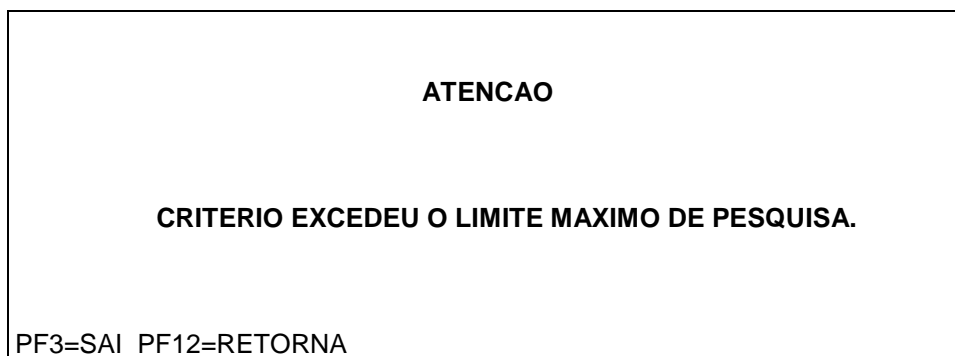 ATENCAO
CRITERIO EXCEDEU O LIMITE MAXIMO DE PESQUISA.
PF3=SAI PF12=RETORNA